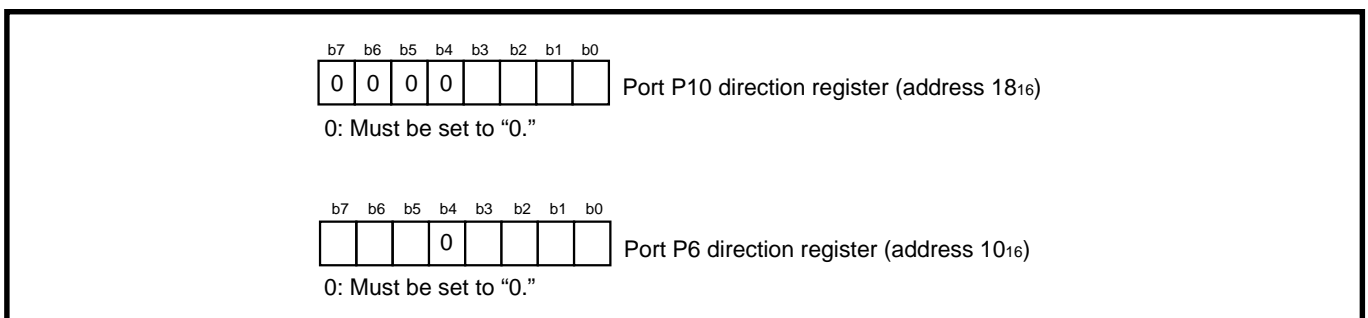 b7 b6 b5 b4 b3 b2 b1 b0
0 0 0 0 Port P10 direction register (address 18₁₆)
0: Must be set to “0.”
b7 b6 b5 b4 b3 b2 b1 b0
0 Port P6 direction register (address 10₁₆)
0: Must be set to “0.”